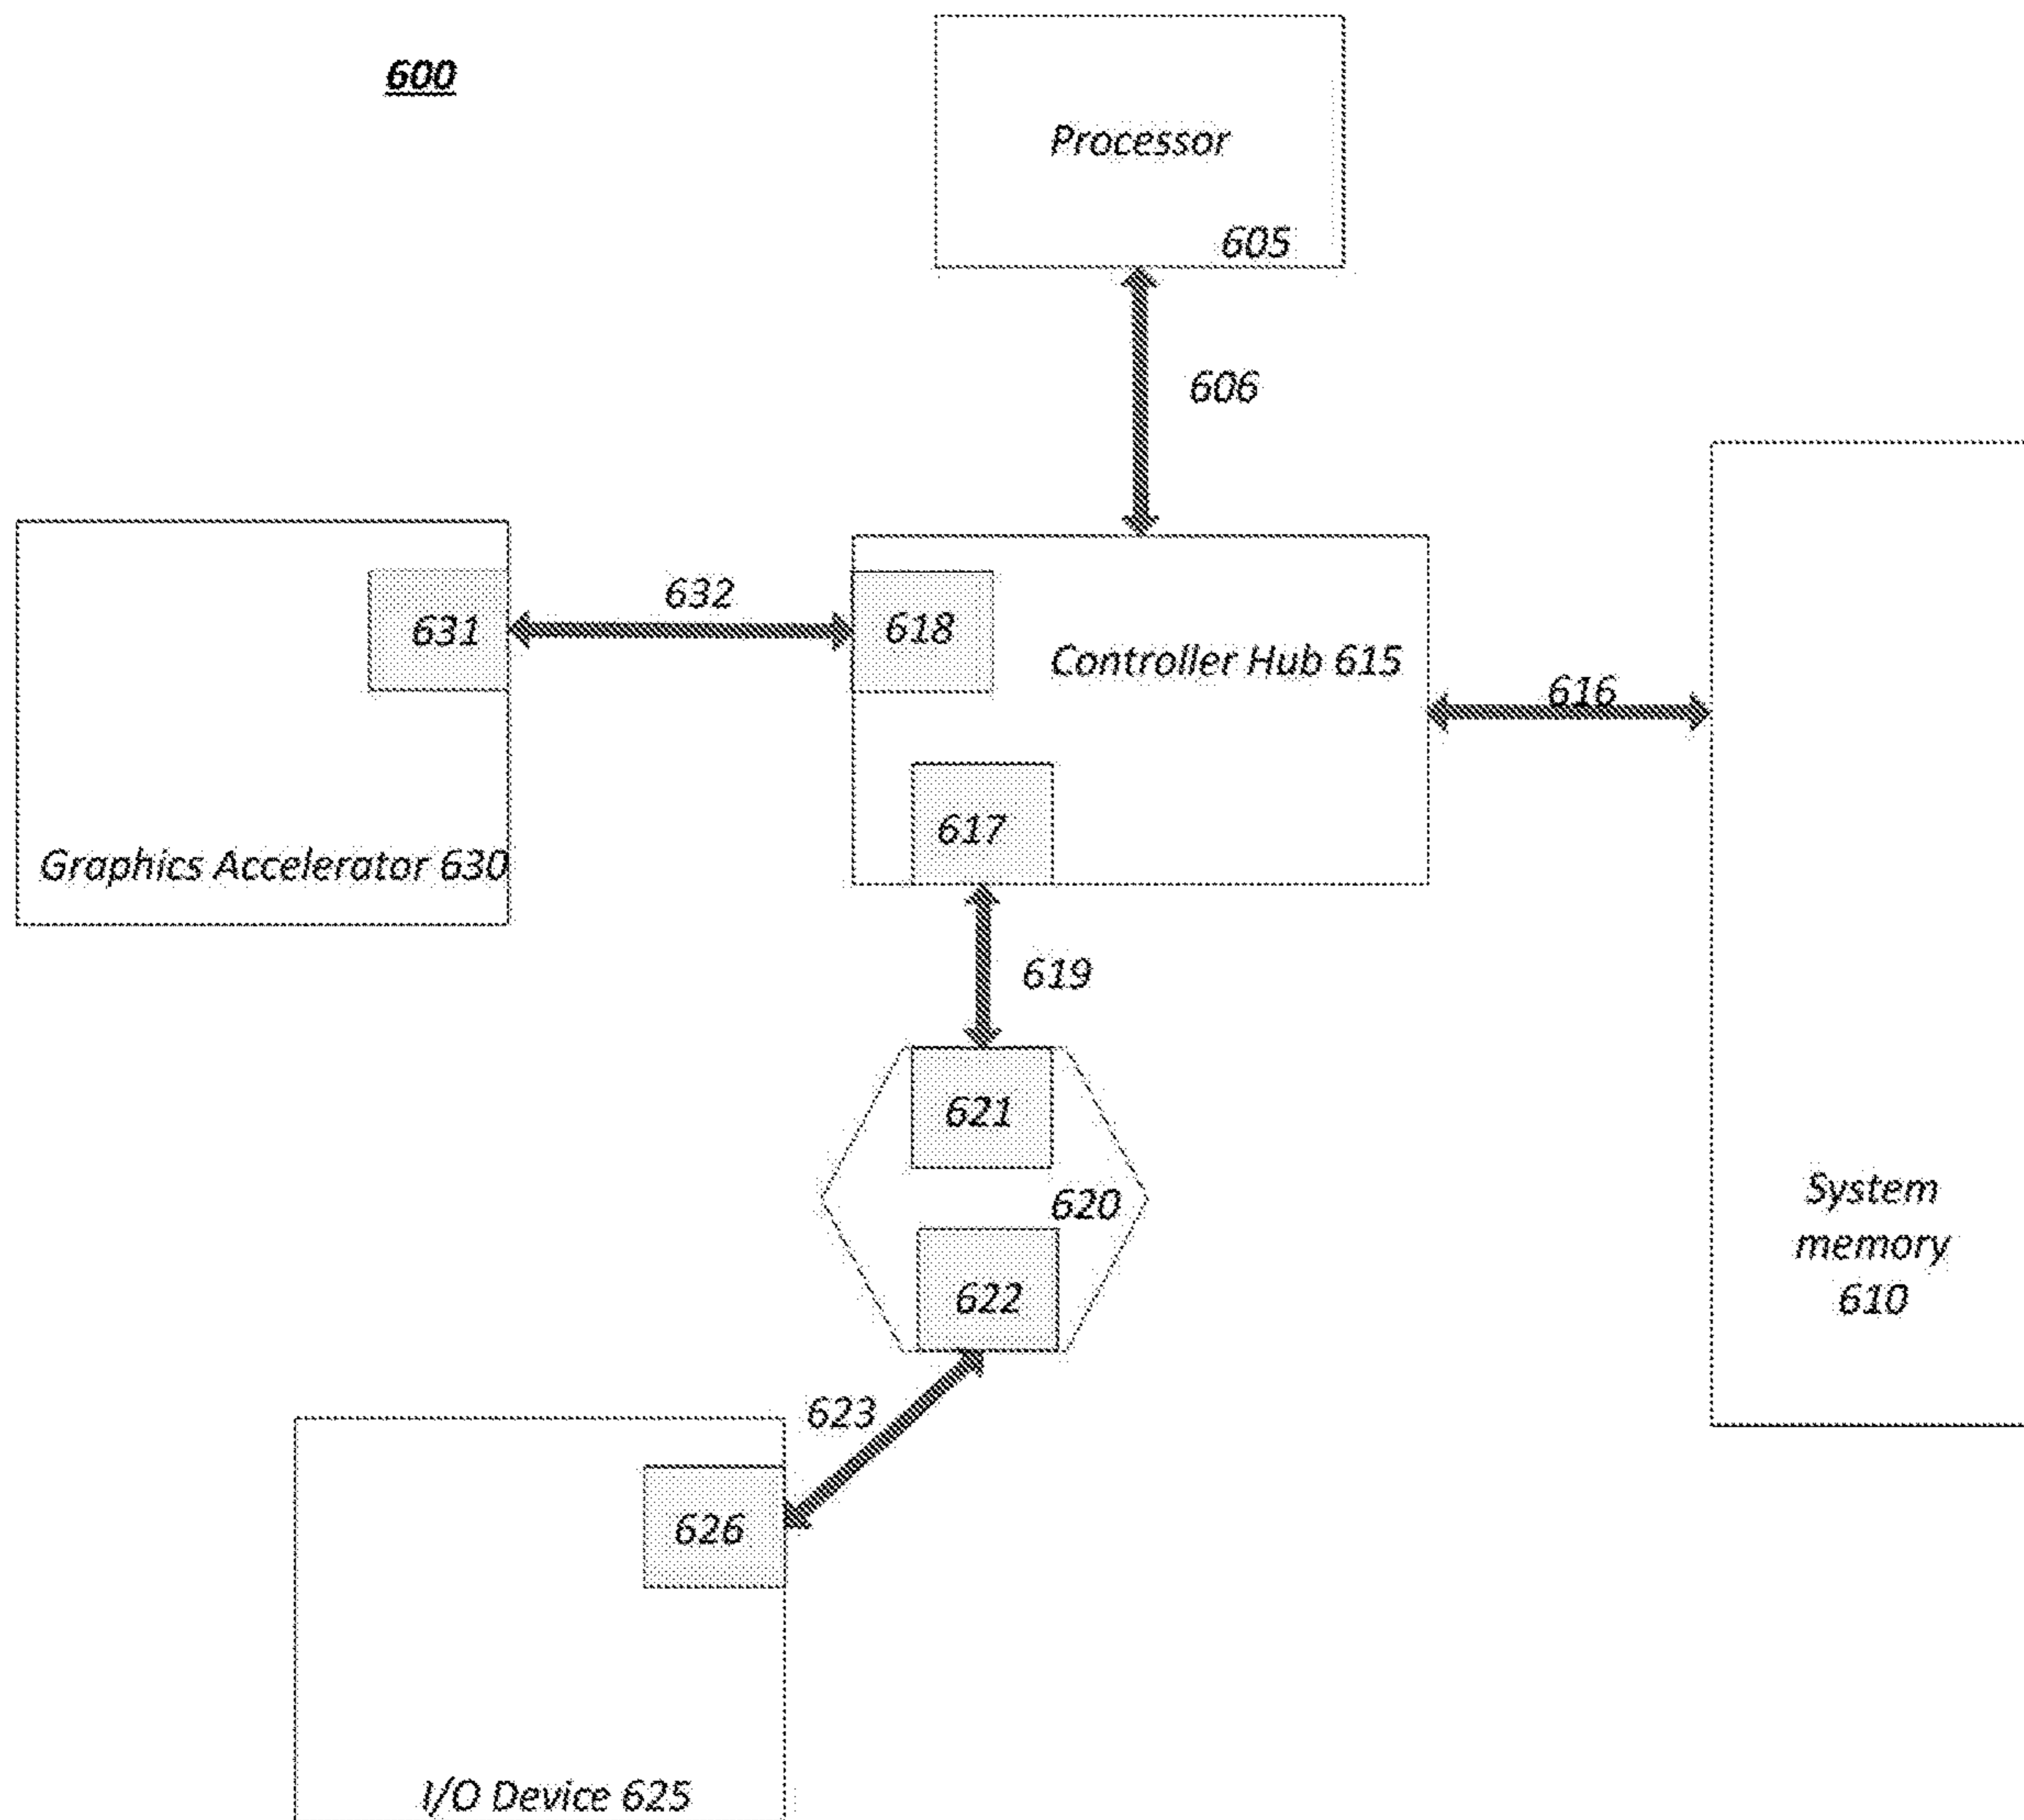 600
Processor
605
606
632
631
618
Controller Hub 615
616
617
Graphics Accelerator 630
619
621
620
System
memory
610
622
623
626
I/O Device 625